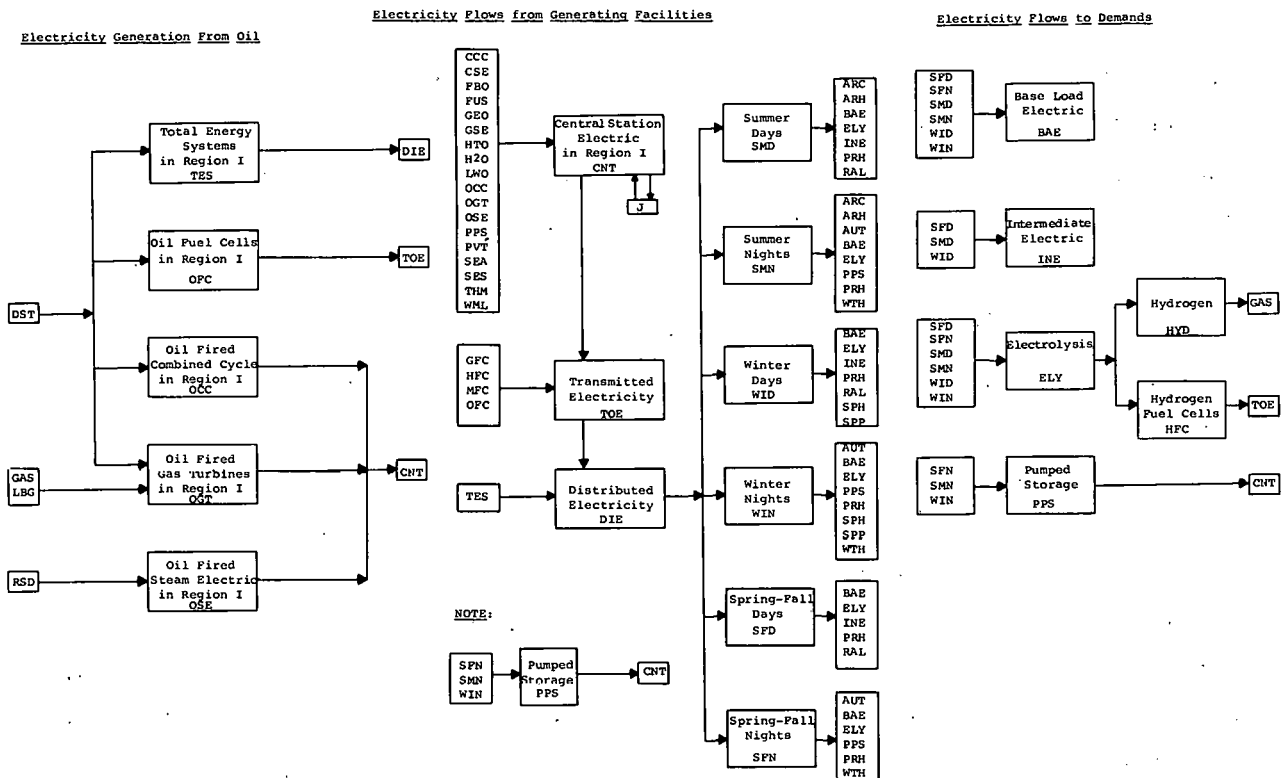 Electricity Generation From Oil
DST
GAS
LBG
RSD
Total Energy
Systems
in Region I
TES
DIE
Oil Fuel Cells
in Region I
OFC
TOE
Oil Fired
Combined Cycle
in Region I
OCC
Oil Fired
Gas Turbines
in Region I
OGT
CNT
Oil Fired
Steam Electric
in Region I
OSE
Electricity Flows from Generating Facilities
CCC
CSE
FBO
FUS
GEO
GSE
HTO
H2O
LWO
OCC
OGT
OSE
PPS
PVT
SEA
SES
THM
WML
Central Station
Electric
in Region I
CNT
J
GFC
HFC
MFC
OFC
Transmitted
Electricity
TOE
TES
Distributed
Electricity
DIE
NOTE:
SFN
SMN
WIN
Pumped
Storage
PPS
CNT
Summer
Days
SMD
ARC
ARH
BAE
ELY
INE
PRH
RAL
Summer
Nights
SMN
ARC
ARH
AUT
BAE
ELY
PPS
PRH
WTH
Winter
Days
WID
BAE
ELY
INE
PRH
RAL
SPH
SPP
Winter
Nights
WIN
AUT
BAE
ELY
PPS
PRH
SPH
SPP
WTH
Spring-Fall
Days
SFD
BAE
ELY
INE
PRH
RAL
Spring-Fall
Nights
SFN
AUT
BAE
ELY
PPS
PRH
WTH
Electricity Flows to Demands
SFD
SFN
SMD
SMN
WID
WIN
Base Load
Electric
BAE
SFD
SMD
WID
Intermediate
Electric
INE
SFD
SFN
SMD
SMN
WID
WIN
Electrolysis
ELY
Hydrogen
HYD
GAS
Hydrogen
Fuel Cells
HFC
TOE
SFN
SMN
WIN
Pumped
Storage
PPS
CNT